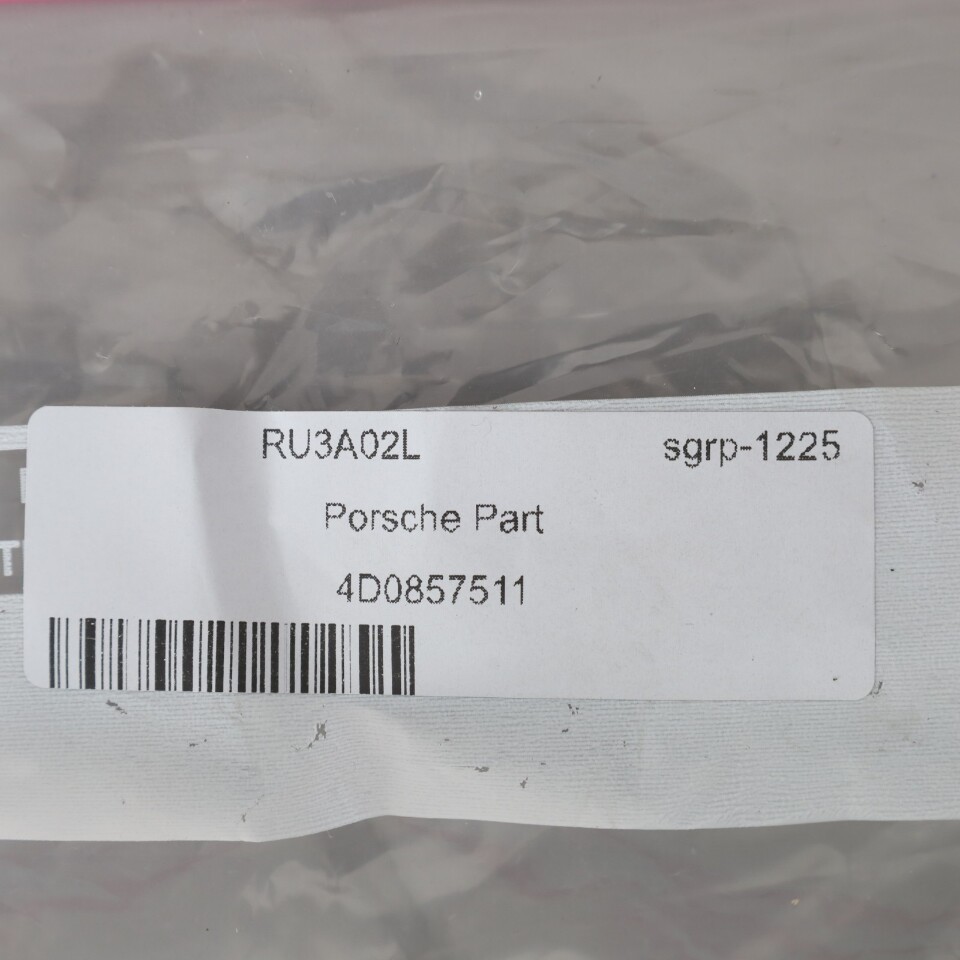 RU3A02L sgrp-1225
Porsche Part
4D0857511